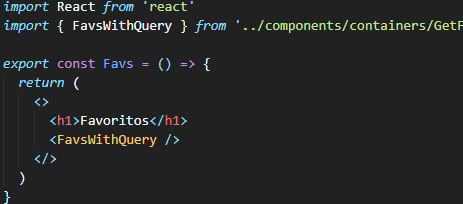 import React from 'react'
import { FavsWithQuery } from '../components/containers/GetF
export const Favs = () => {
return (
<>
<h1>Favoritos</h1>
<FavsWithQuery />
</>
)
}